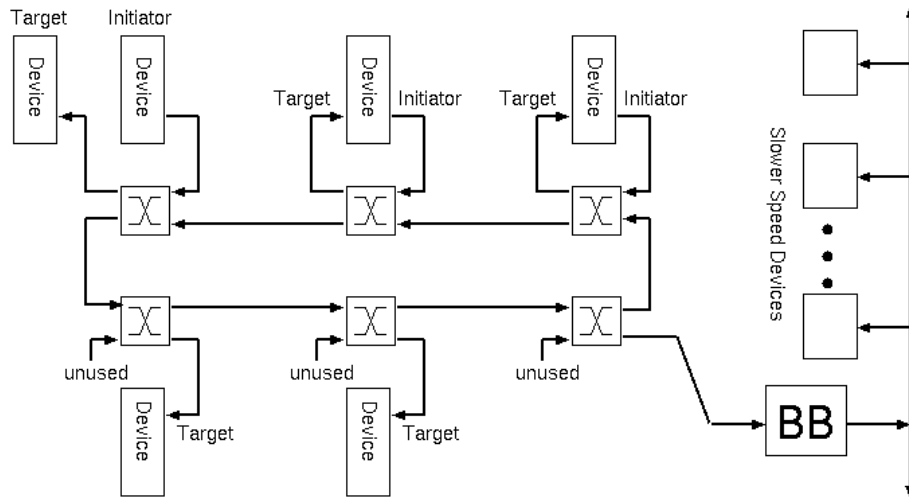 Target
Initiator
Device
Device
Device
Device
Target
Initiator
Target
Initiator
Slower Speed Devices
unused
unused
unused
Device
Target
Device
Target
BB